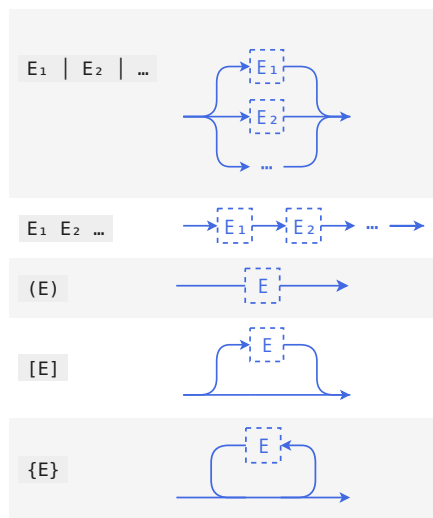 E₁ | E₂ | …
E₁
E₂
…
E₁ E₂ …
E₁ E₂ …
(E)
E
[E]
E
{E}
E